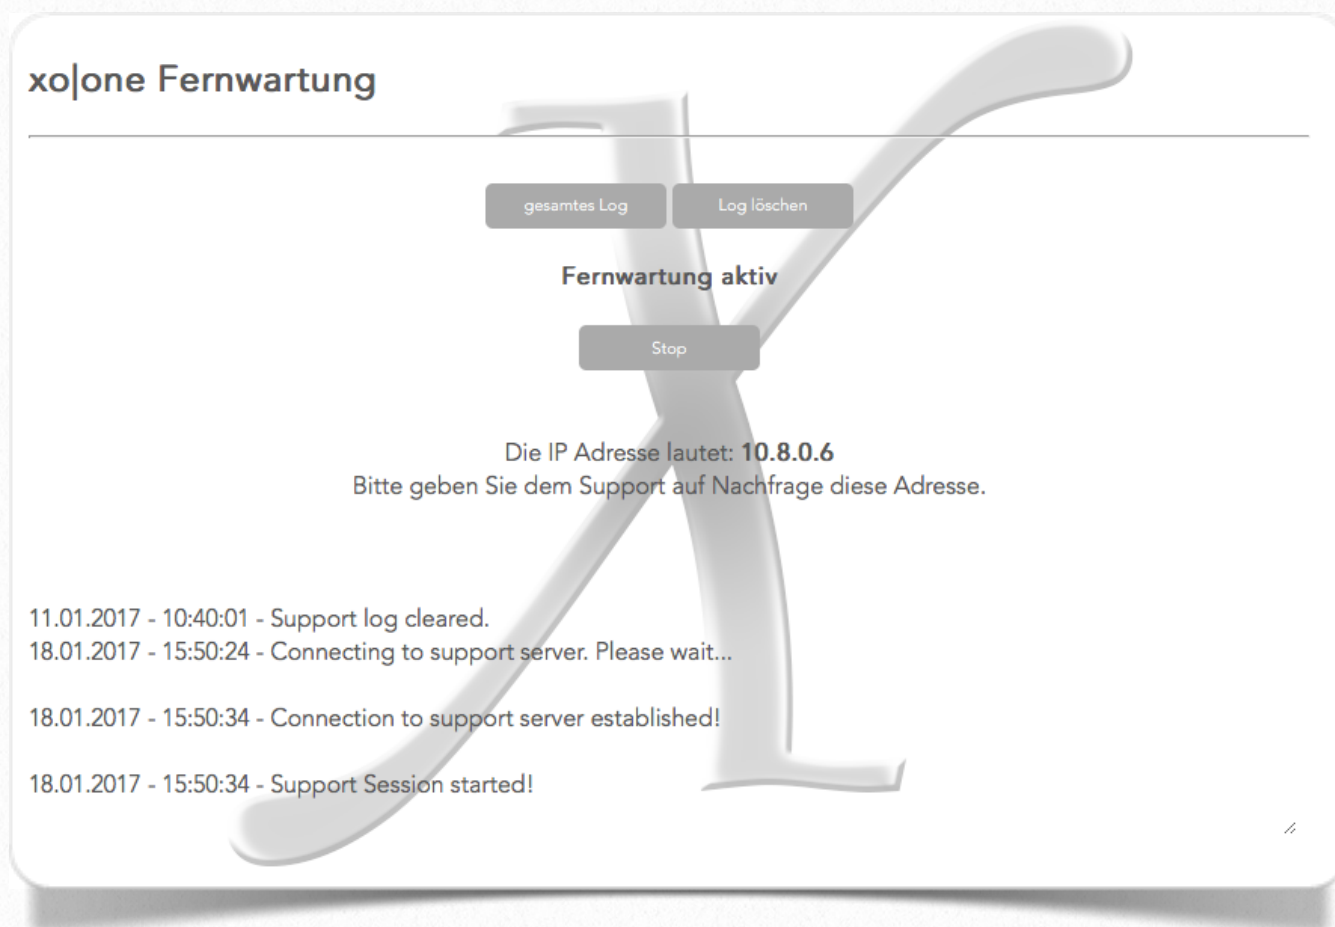 xo|one Fernwartung
gesamtes Log Log löschen
Fernwartung aktiv
Stop
Die IP Adresse lautet: 10.8.0.6
Bitte geben Sie dem Support auf Nachfrage diese Adresse.
11.01.2017 - 10:40:01 - Support log cleared.
18.01.2017 - 15:50:24 - Connecting to support server. Please wait...
18.01.2017 - 15:50:34 - Connection to support server established!
18.01.2017 - 15:50:34 - Support Session started!